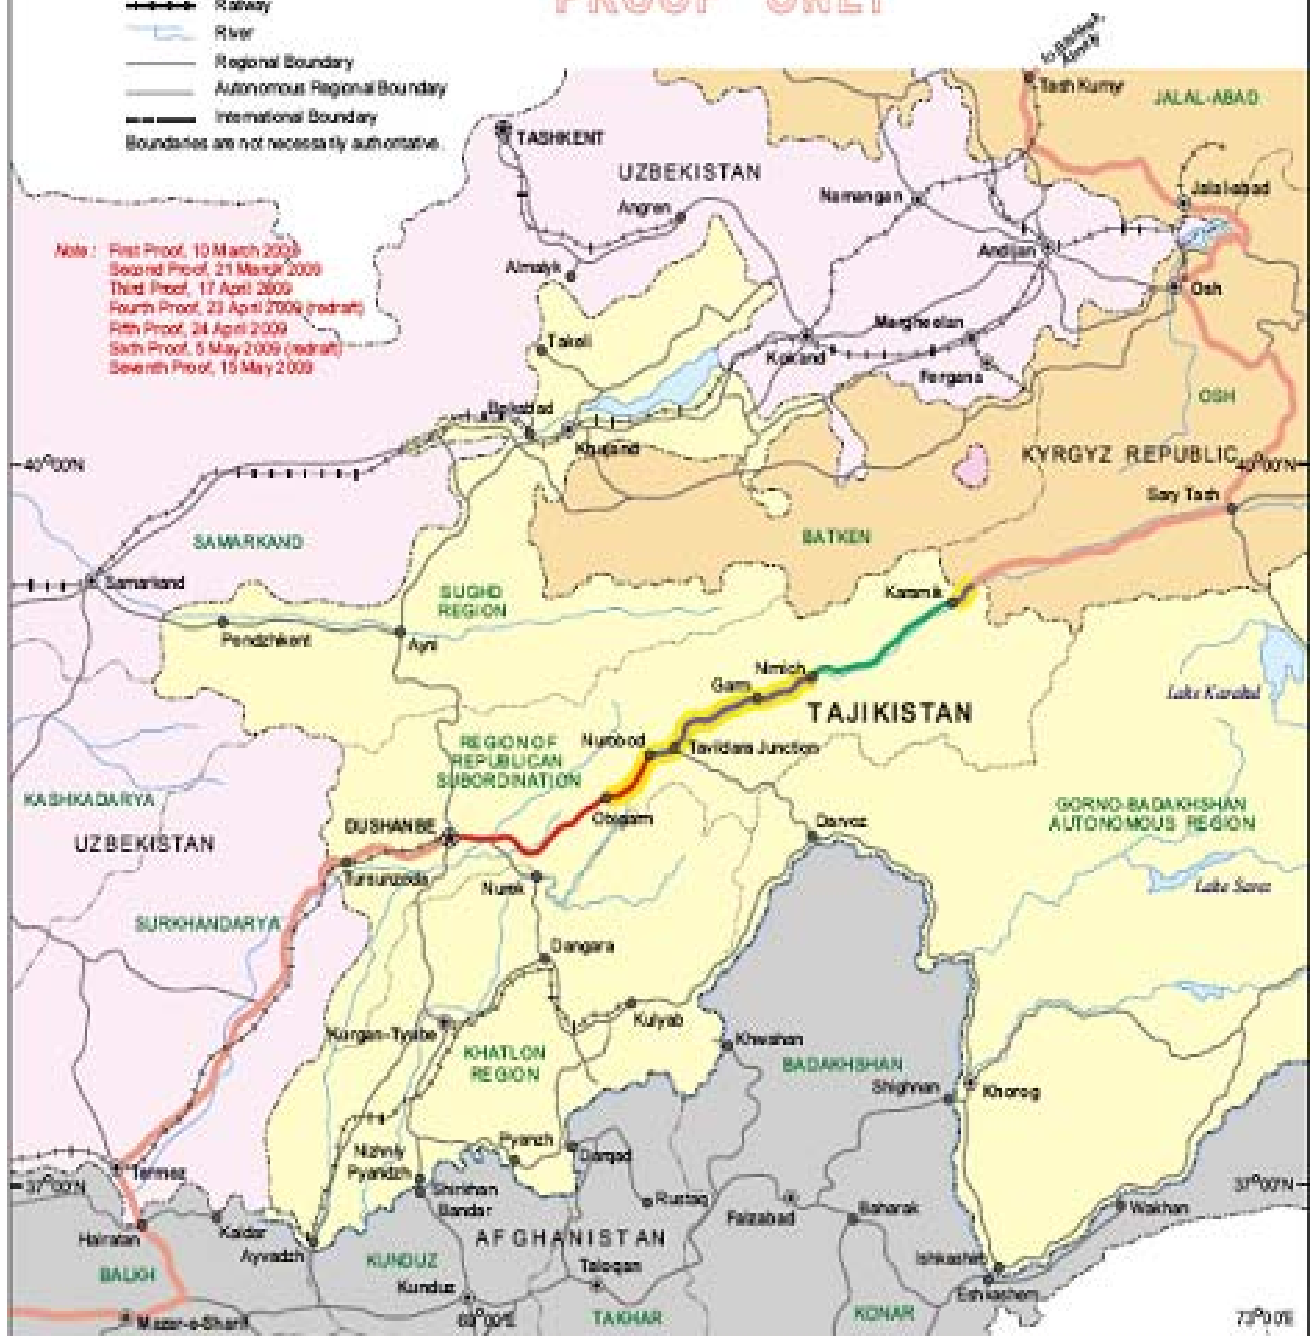 PROOF ONLY
Railway
River
Regional Boundary
Autonomous Regional Boundary
International Boundary
Boundaries are not necessarily authoritative.
Tash Kumyr
JALAL-ABAD
TASHKENT
UZBEKISTAN
Namangan
Jalalabad
Angren
Andijan
Note : First Proof, 10 March 2009
Second Proof, 21 March 2009
Third Proof, 17 April 2009
Fourth Proof, 23 April 2009 (redraft)
Fifth Proof, 24 April 2009
Sixth Proof, 5 May 2009 (redraft)
Seventh Proof, 15 May 2009
Almalyk
Osh
Takeli
Kokand
Fergana
OSH
Khujand
40°00'N
KYRGYZ REPUBLIC
40°00'N
Sary Tash
SAMARKAND
BATKEN
Samarkand
SUGHD
REGION
Karamik
Pendzhkent
Ayni
Nimich
Garm
Lake Karakul
TAJIKISTAN
REGION OF
REPUBLICAN
SUBORDINATION
Nurobod
Tavildara Junction
KASHKADARYA
GORNO-BADAKHSHAN
AUTONOMOUS REGION
Obigarm
DUSHANBE
Darvoz
UZBEKISTAN
Tursunzoda
Nurek
Lake Sarez
SURKHANDARYA
Dangara
Kurgan-Tyube
Kulyab
Khwahan
KHATLON
REGION
BADAKHSHAN
Shighnan
Khorog
Nizhniy
Pyandzh
Pyanzh
Termez
37°00'N
Shirkhan
Bandar
Rustaq
Faizabad
Baharak
Wakhan
37°00'N
Hairatan
Kaldar
Ayvadzh
AFGHANISTAN
BALKH
KUNDUZ
Taloqan
Ishkashim
Eshkashem
Kunduz
Mazar-e-Sharif
TAKHAR
KONAR
73°00'E